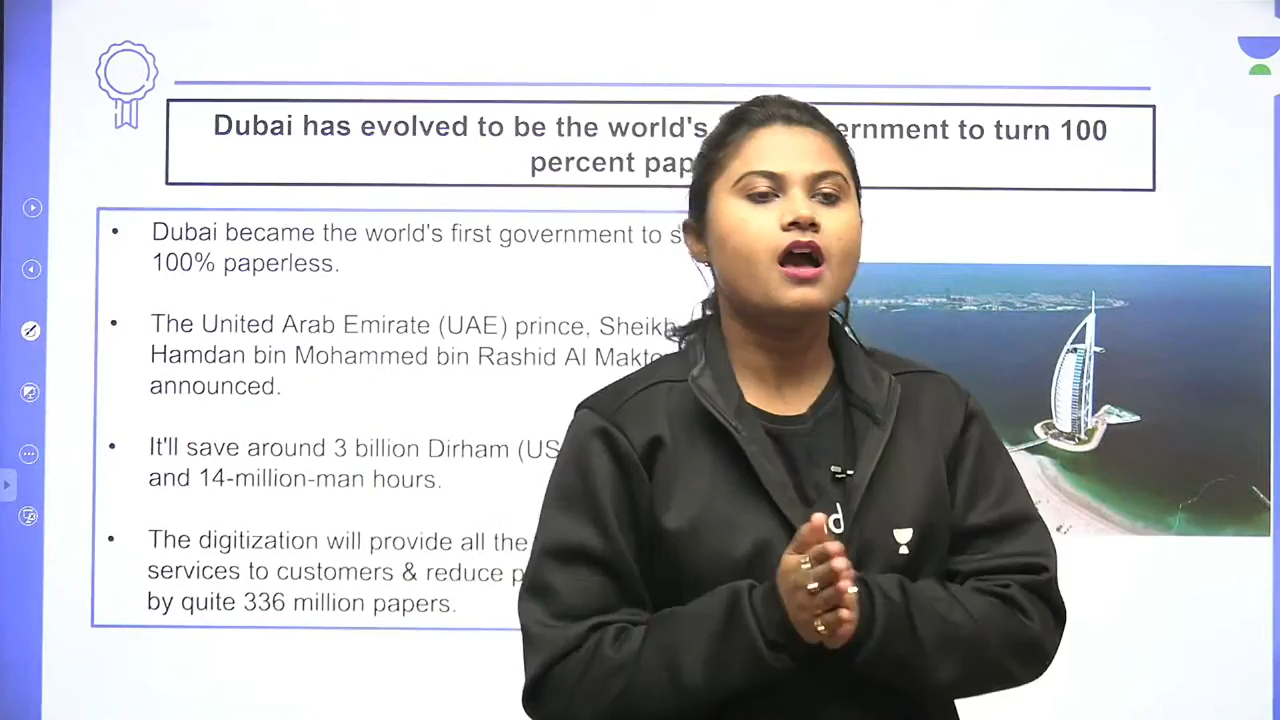 Dubai has evolved to be the world's ernment to turn 100
percent pap
Dubai became the world's first government to s
100% paperless.
The United Arab Emirate (UAE) prince, Sheikh
Hamdan bin Mohammed bin Rashid Al Makto
announced.
It'll save around 3 billion Dirham (US
and 14-million-man hours.
The digitization will provide all the
services to customers & reduce p
by quite 336 million papers.
d